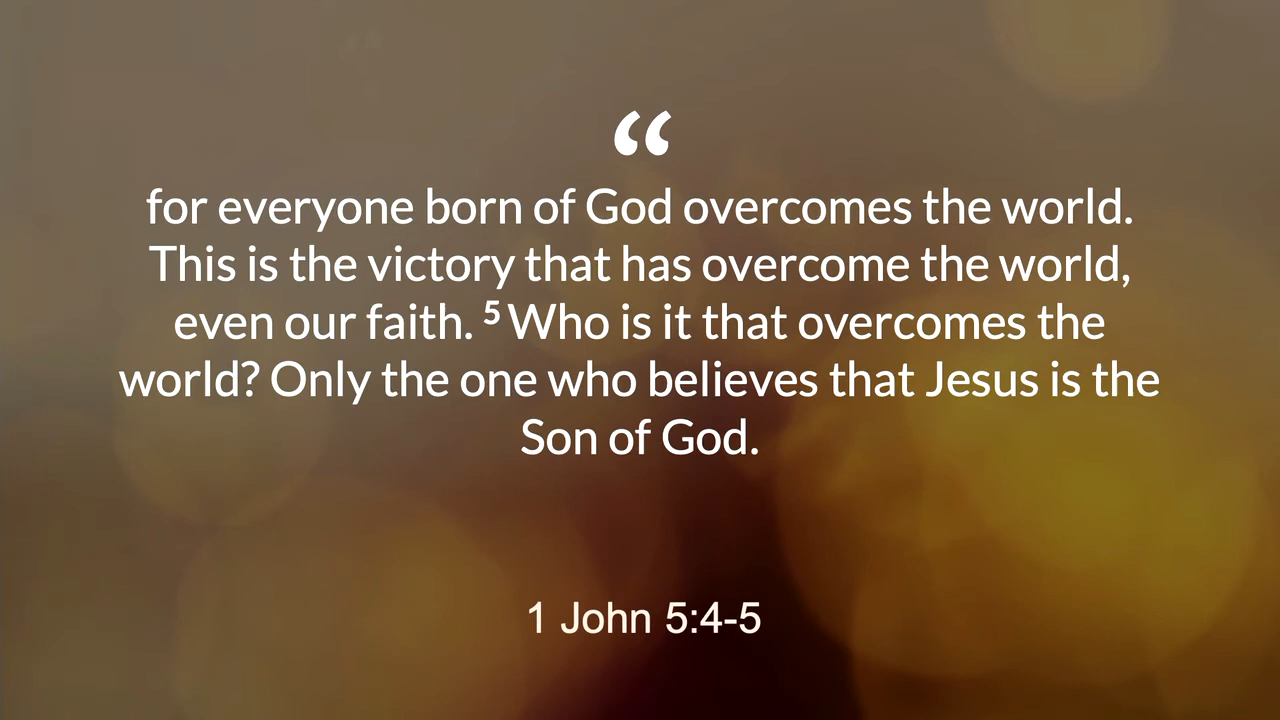 “
for everyone born of God overcomes the world.
This is the victory that has overcome the world,
even our faith. ⁵ Who is it that overcomes the
world? Only the one who believes that Jesus is the
Son of God.
1 John 5:4-5